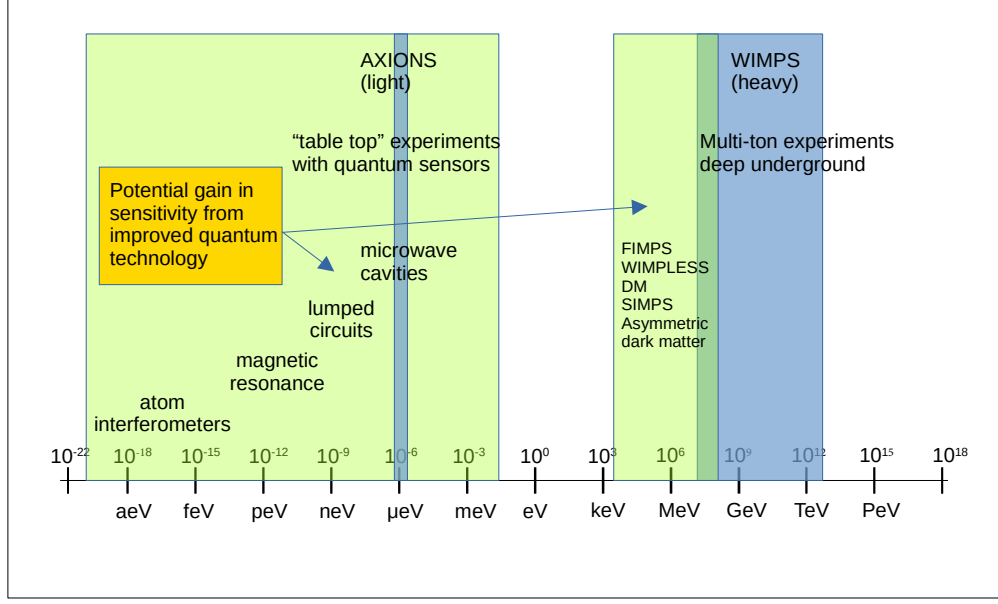 AXIONS
(light)
WIMPS
(heavy)
“table top” experiments
with quantum sensors
Multi-ton experiments
deep underground
Potential gain in
sensitivity from
improved quantum
technology
microwave
cavities
FIMPS
WIMPLESS
DM
SIMPS
Asymmetric
dark matter
lumped
circuits
magnetic
resonance
atom
interferometers
10⁻²² 10⁻¹⁸ 10⁻¹⁵ 10⁻¹² 10⁻⁹ 10⁻⁶ 10⁻³ 10⁰ 10³ 10⁶ 10⁹ 10¹² 10¹⁵ 10¹⁸
aeV feV peV neV µeV meV eV keV MeV GeV TeV PeV